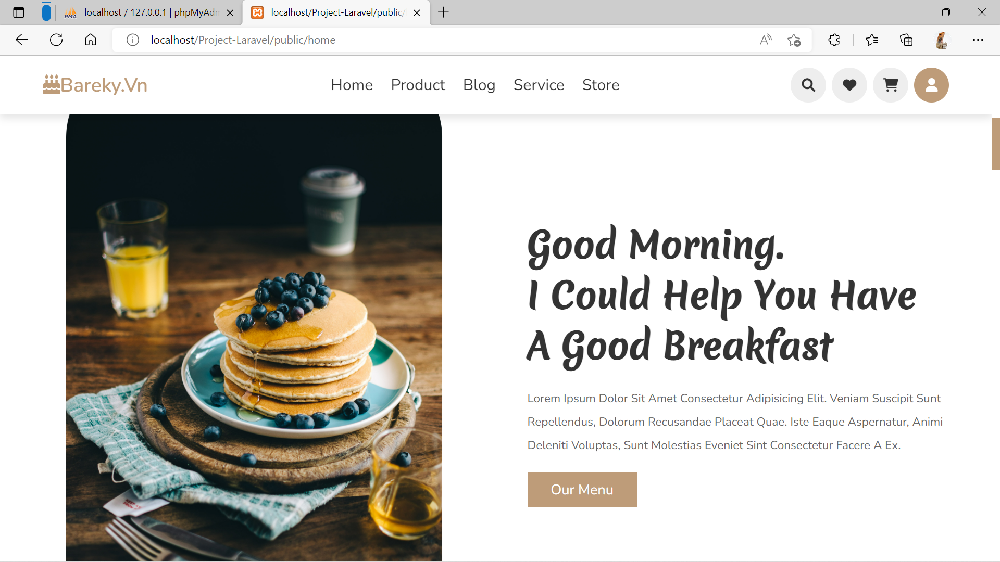 localhost / 127.0.0.1 | phpMyAdn
localhost/Project-Laravel/public/
localhost/Project-Laravel/public/home
Bareky.Vn
Home
Product
Blog
Service
Store
Good Morning.
I Could Help You Have
A Good Breakfast
Lorem Ipsum Dolor Sit Amet Consectetur Adipisicing Elit. Veniam Suscipit Sunt
Repellendus, Dolorum Recusandae Placeat Quae. Iste Eaque Aspernatur, Animi
Deleniti Voluptas, Sunt Molestias Eveniet Sint Consectetur Facere A Ex.
Our Menu